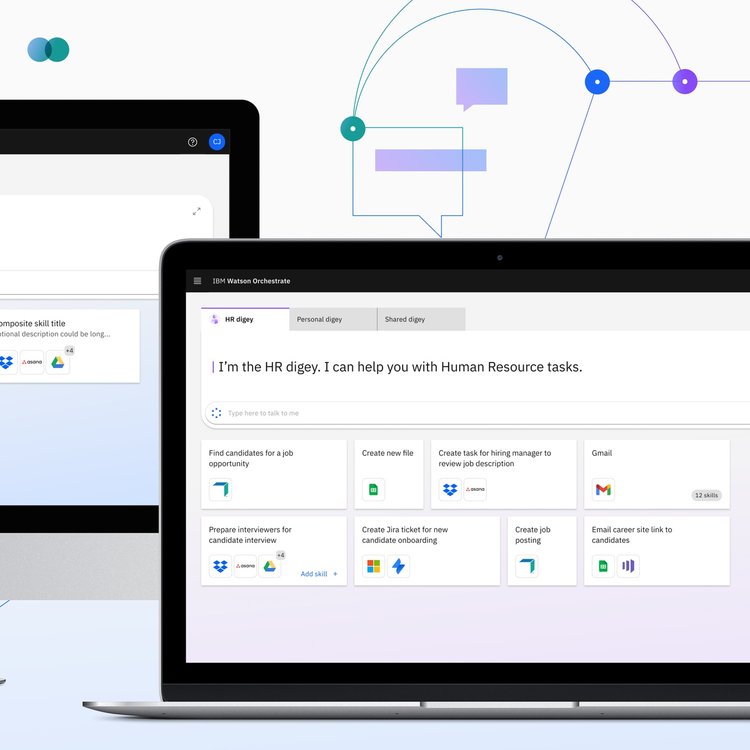 CJ
omposite skill title
tional description could be long...
asana
+4
IBM Watson Orchestrate
HR digey
Personal digey
Shared digey
I'm the HR digey. I can help you with Human Resource tasks.
Type here to talk to me
Find candidates for a job
opportunity
Create new file
Create task for hiring manager to
review job description
asana
Gmail
12 skills
Prepare interviewers for
candidate interview
asana
+4
Add skill +
Create Jira ticket for new
candidate onboarding
Create job
posting
Email career site link to
candidates